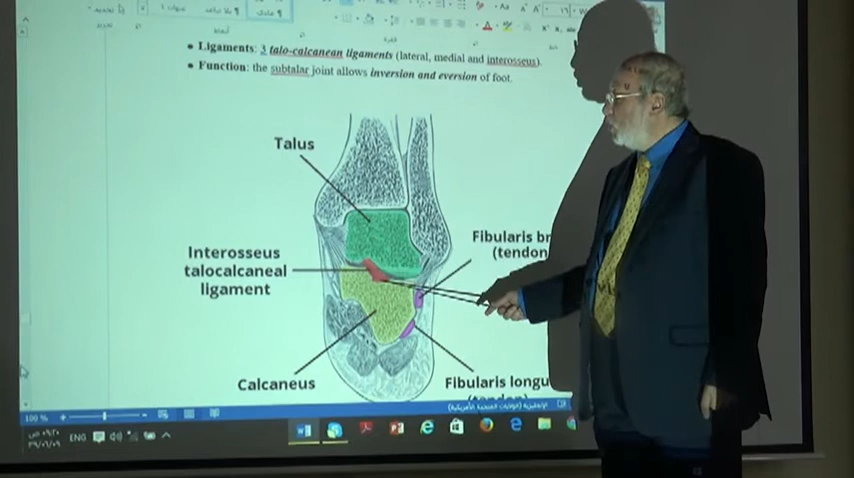 • Ligaments: 3 talo-calcanean ligaments (lateral, medial and interosseus).
• Function: the subtalar joint allows inversion and eversion of foot.
Talus
Fibularis br
(tendon
Interosseus
talocalcaneal
ligament
Calcaneus
Fibularis longu
100 %
ENG